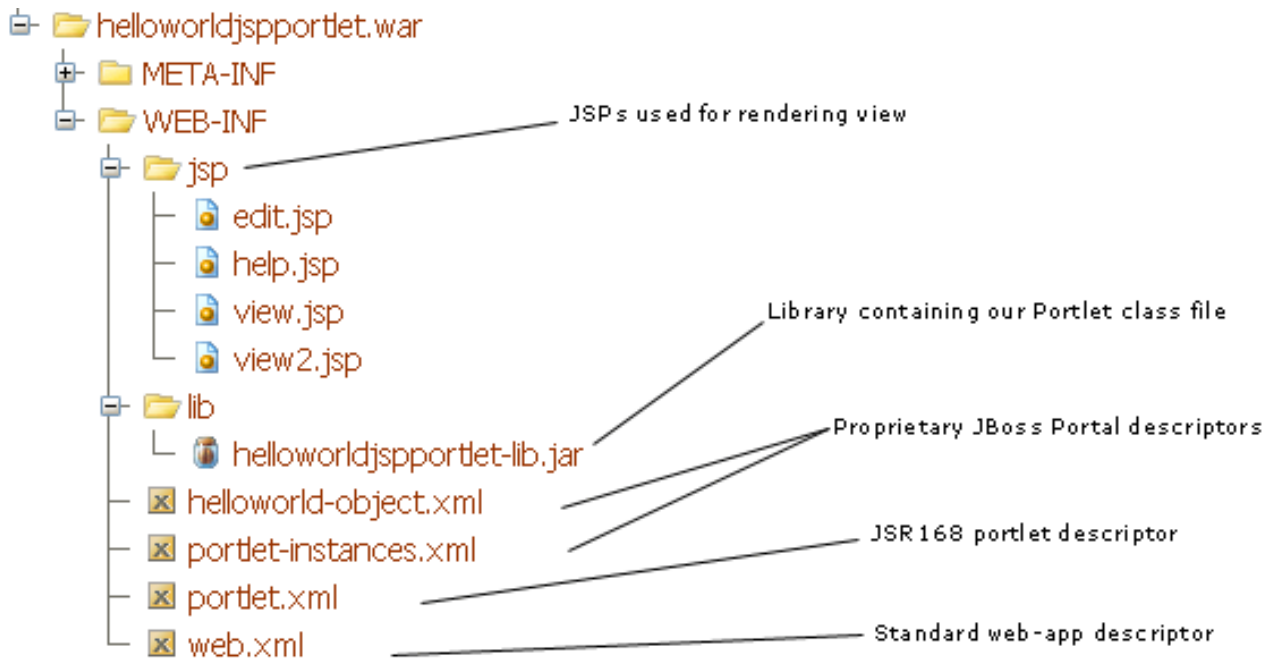 helloworldjspportlet.war
META-INF
WEB-INF
JSPs used for rendering view
jsp
edit.jsp
help.jsp
view.jsp
Library containing our Portlet class file
view2.jsp
lib
Proprietary JBoss Portal descriptors
helloworldjspportlet-lib.jar
helloworld-object.xml
JSR168 portlet descriptor
portlet-instances.xml
portlet.xml
Standard web-app descriptor
web.xml